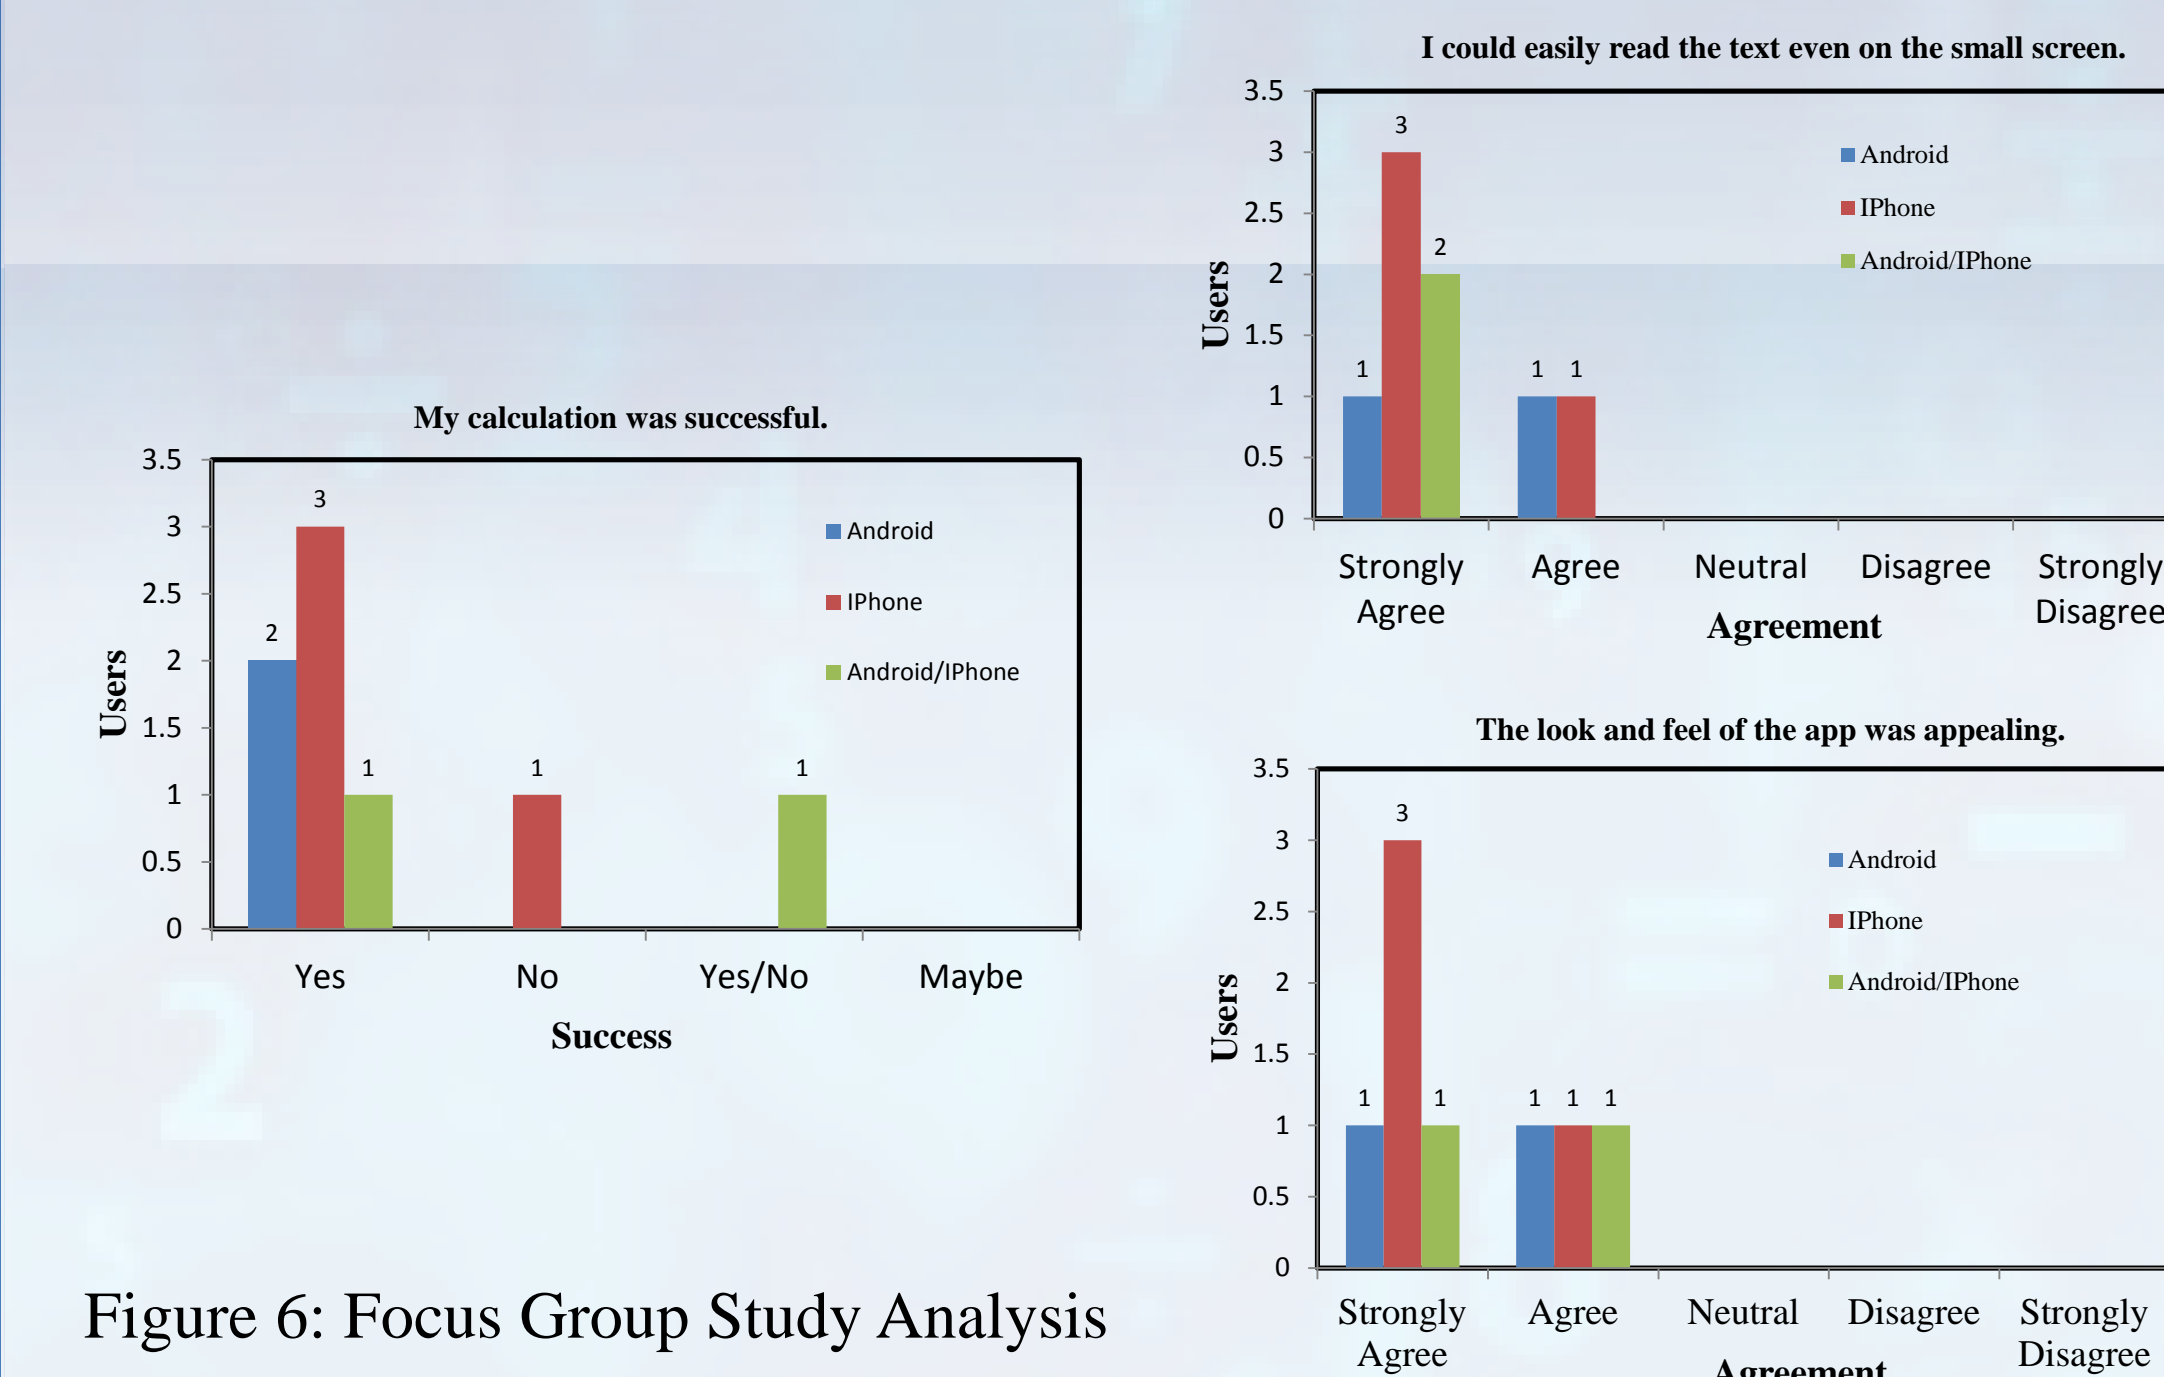 My calculation was successful.
3.5
3
2.5
2
1.5
1
0.5
0
Users
2
3
1
1
1
Android
IPhone
Android/IPhone
Yes No Yes/No Maybe
Success
Figure 6: Focus Group Study Analysis
I could easily read the text even on the small screen.
3.5
3
2.5
2
1.5
1
0.5
0
Users
1
3
2
1 1
Android
IPhone
Android/IPhone
Strongly Agree Neutral Disagree Strongly
Agree Disagree
Agreement
The look and feel of the app was appealing.
3.5
3
2.5
2
1.5
1
0.5
0
Users
1
3
1
1 1 1
Android
IPhone
Android/IPhone
Strongly Agree Neutral Disagree Strongly
Agree Disagree
Agreement